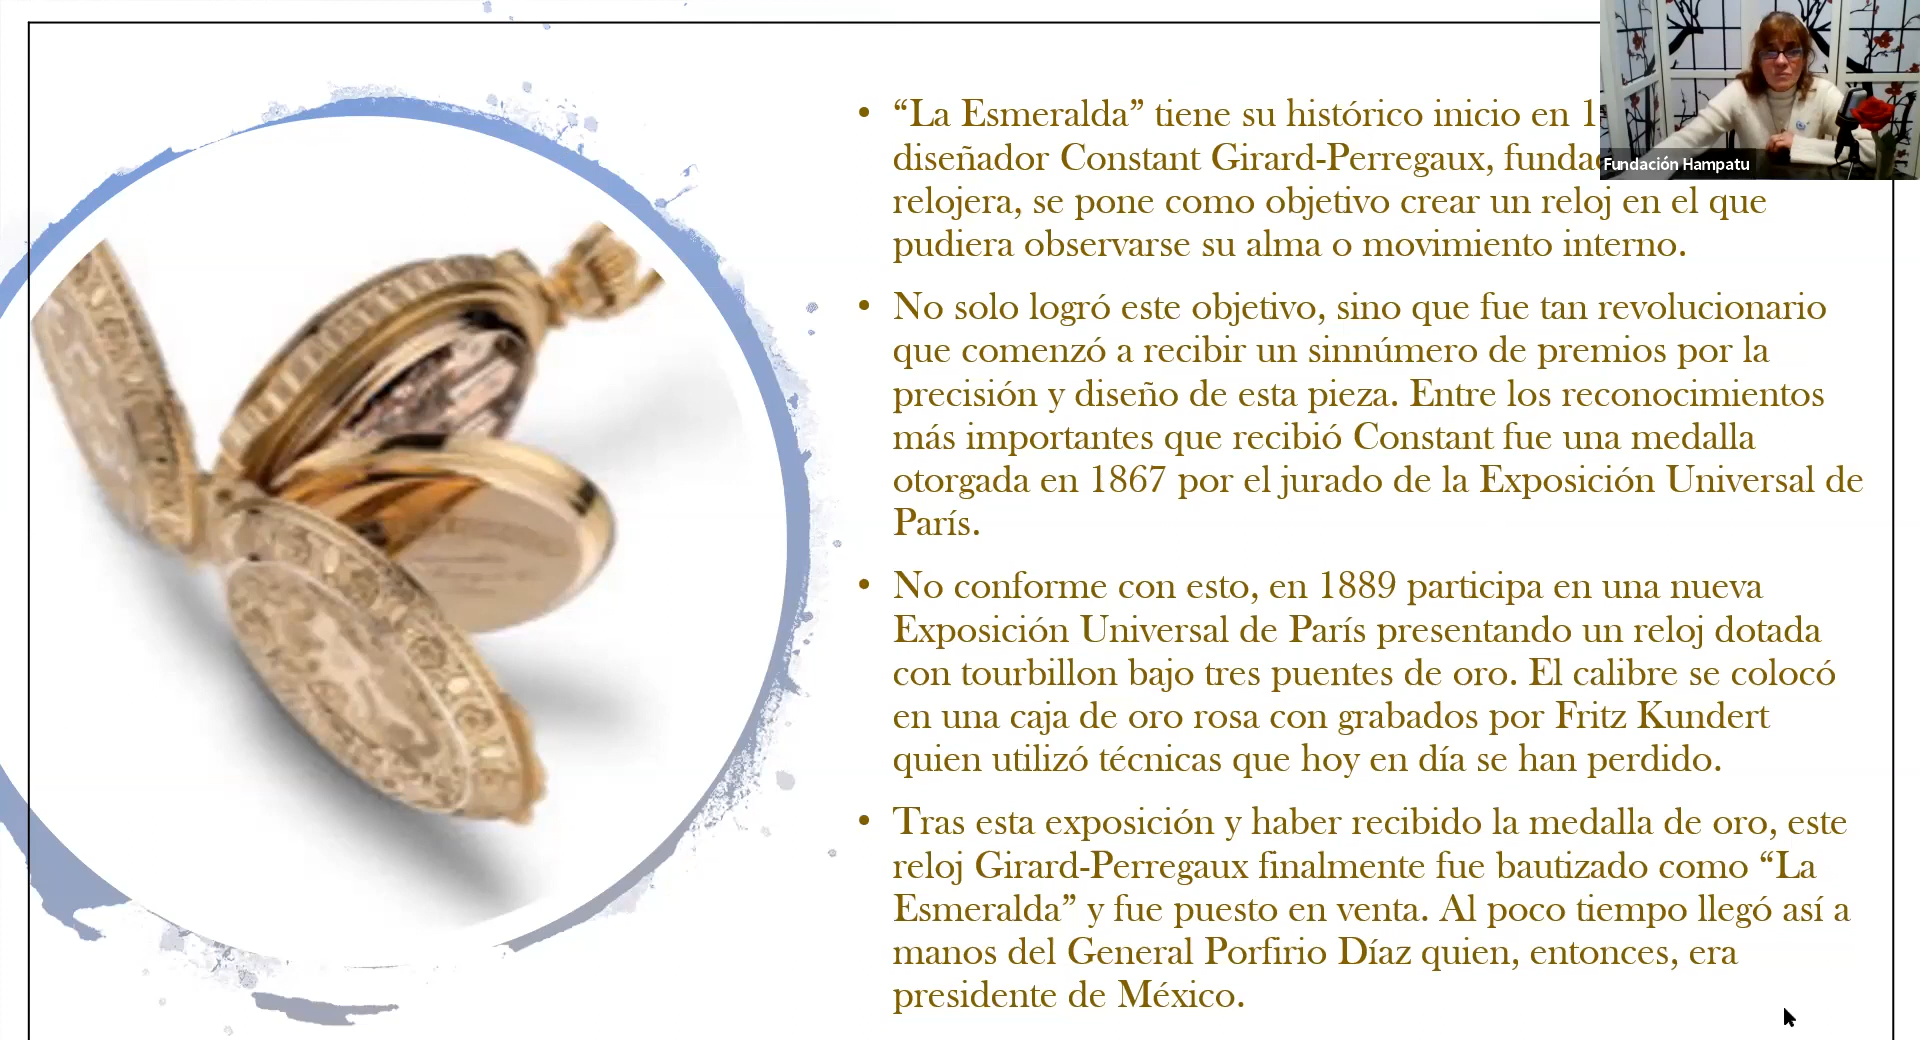 • “La Esmeralda” tiene su histórico inicio en
diseñador Constant Girard-Perregaux,
relojera, se pone como objetivo crear un reloj en el que
pudiera observarse su alma o movimiento interno.
• No solo logró este objetivo, sino que fue tan revolucionario
que comenzó a recibir un sinnúmero de premios por la
precisión y diseño de esta pieza. Entre los reconocimientos
más importantes que recibió Constant fue una medalla
otorgada en 1867 por el jurado de la Exposición Universal de
París.
• No conforme con esto, en 1889 participa en una nueva
Exposición Universal de París presentando un reloj dotada
con tourbillon bajo tres puentes de oro. El calibre se colocó
en una caja de oro rosa con grabados por Fritz Kundert
quien utilizó técnicas que hoy en día se han perdido.
• Tras esta exposición y haber recibido la medalla de oro, este
reloj Girard-Perregaux finalmente fue bautizado como “La
Esmeralda” y fue puesto en venta. Al poco tiempo llegó así a
manos del General Porfirio Díaz quien, entonces, era
presidente de México.
Fundación Hampatu